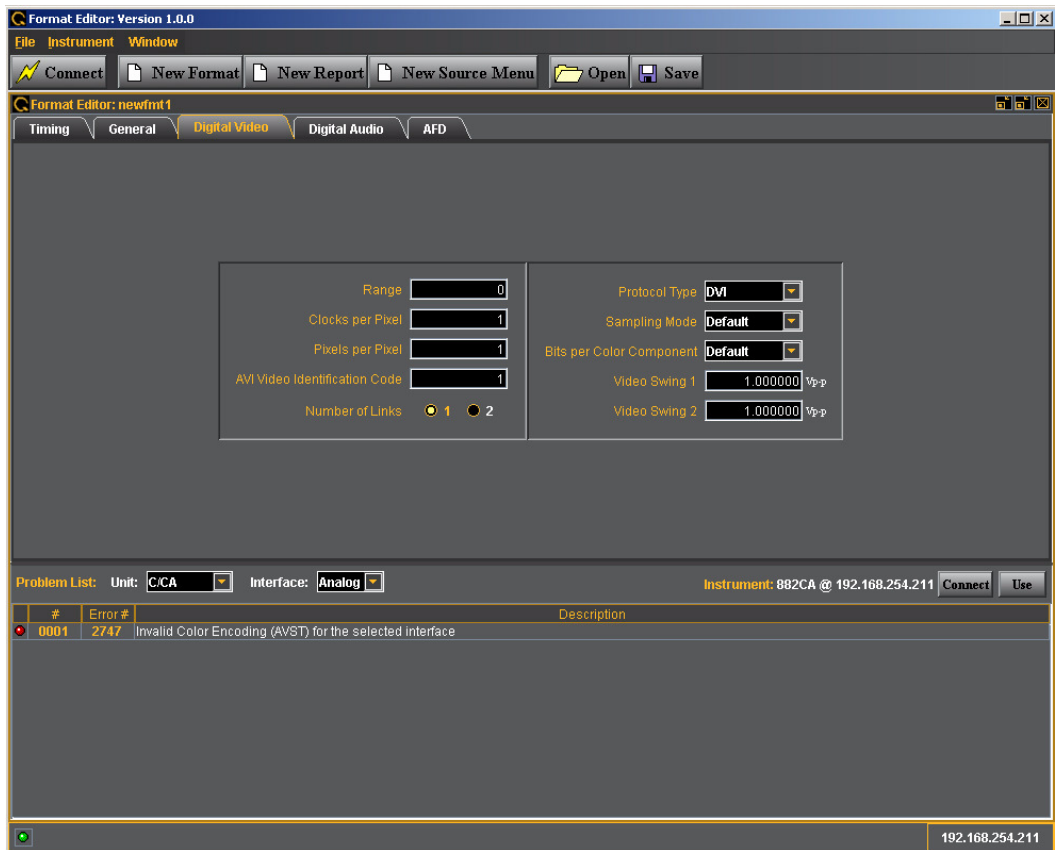 Format Editor: Version 1.0.0
File Instrument Window
Connect New Format New Report New Source Menu Open Save
Format Editor: newfmt1
Timing General Digital Video Digital Audio AFD
Range 0
Clocks per Pixel 1
Pixels per Pixel 1
AVI Video Identification Code 1
Number of Links 1 2
Protocol Type DVI
Sampling Mode Default
Bits per Color Component Default
Video Swing 1 1.000000 Vp-p
Video Swing 2 1.000000 Vp-p
Problem List: Unit: C/CA Interface: Analog Instrument: 882CA @ 192.168.254.211 Connect Use
# Error # Description
0001 2747 Invalid Color Encoding (AVST) for the selected interface
192.168.254.211